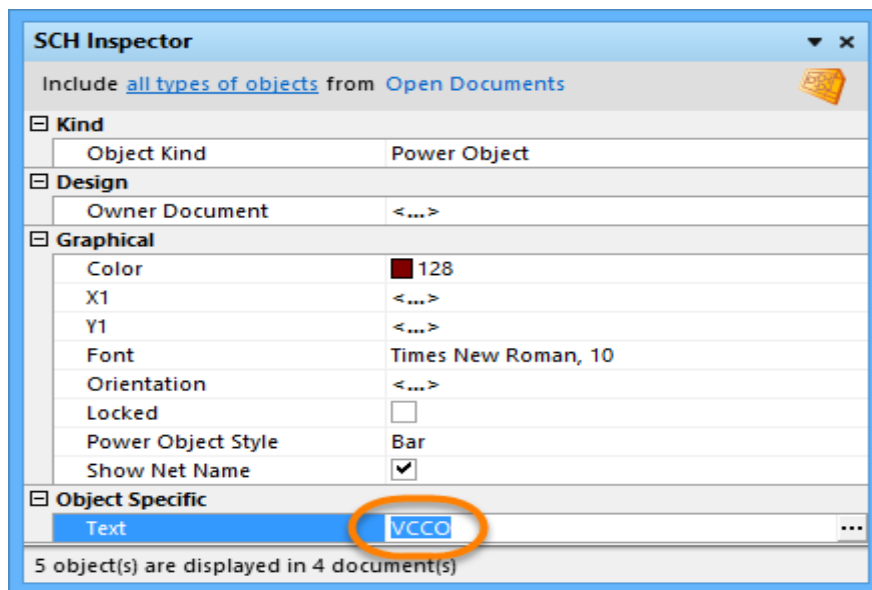 SCH Inspector
Include all types of objects from Open Documents
Kind
Object Kind Power Object
Design
Owner Document <...>
Graphical
Color 128
X1 <...>
Y1 <...>
Font Times New Roman, 10
Orientation <...>
Locked
Power Object Style Bar
Show Net Name
Object Specific
Text VCCO ...
5 object(s) are displayed in 4 document(s)